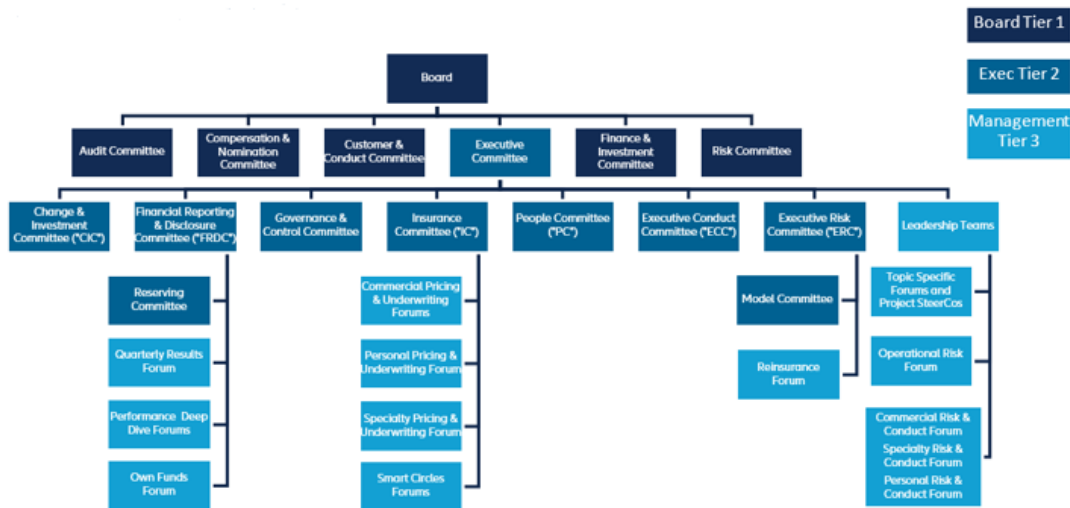 Board Tier 1
Exec Tier 2
Management
Tier 3
Board
Audit Committee
Compensation &
Nomination
Committee
Customer
& Conduct Committee
Executive
Committee
Finance &
Investment
Committee
Risk Committee
Change &
Investment
Committee ("CIC")
Financial Reporting
& Disclosure
Committee ("FRDC")
Governance &
Control Committee
Insurance
Committee ("IC")
People Committee
("PC")
Executive Conduct
Committee ("ECC")
Executive Risk
Committee ("ERC")
Leadership Teams
Reserving
Committee
Quarterly Results
Forum
Performance Deep
Dive Forums
Own Funds
Forum
Commercial Pricing
& Underwriting
Forums
Personal Pricing &
Underwriting Forum
Specialty Pricing &
Underwriting Forum
Smart Circles
Forums
Model Committee
Reinsurance
Forum
Topic Specific
Forums and
Project SteerCos
Operational Risk
Forum
Commercial Risk &
Conduct Forum
Specialty Risk &
Conduct Forum
Personal Risk &
Conduct Forum